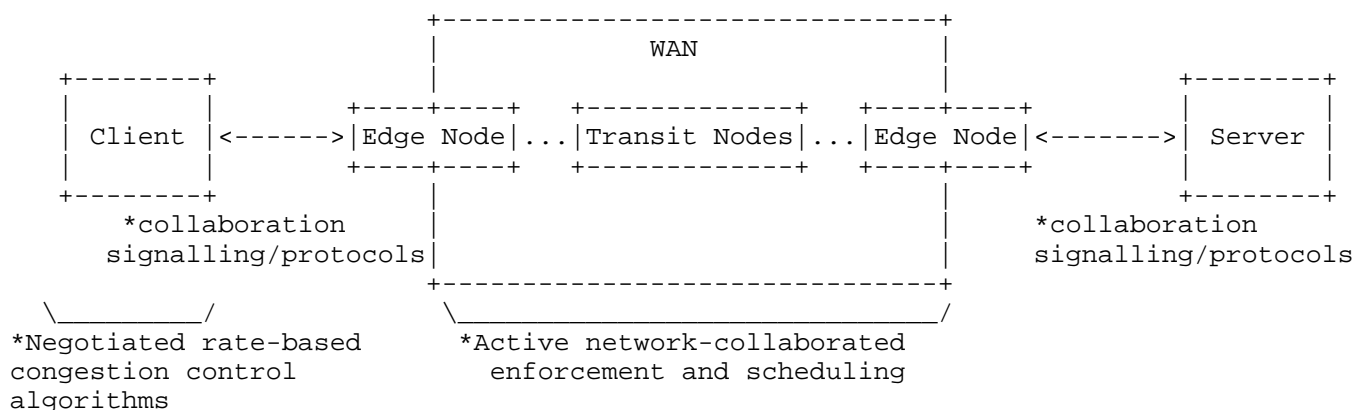 WAN
Client <------> Edge Node ... Transit Nodes ... Edge Node <-------> Server
*collaboration signalling/protocols
*collaboration signalling/protocols
*Negotiated rate-based congestion control algorithms
*Active network-collaborated enforcement and scheduling